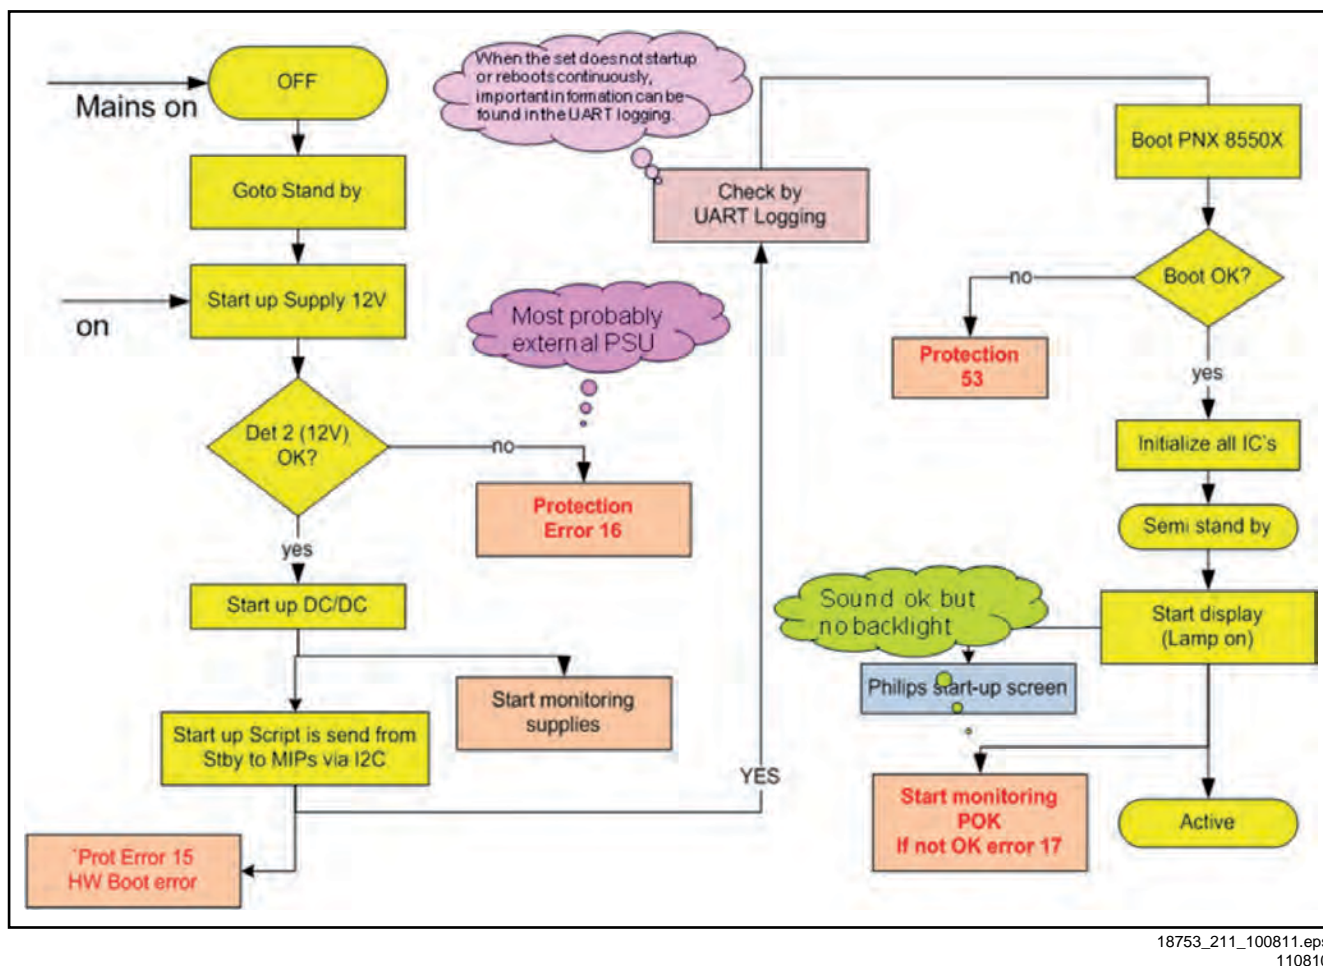 Mains on
OFF
Goto Stand by
on
Start up Supply 12V
Det 2 (12V)
OK?
no
Most probably
external PSU
Protection
Error 16
yes
Start up DC/DC
Start monitoring
supplies
Start up Script is send from
Stby to MIPs via I2C
`Prot Error 15
HW Boot error
YES
When the set does not startup
or reboots continuously,
important information can be
found in the UART logging.
Check by
UART Logging
Boot PNX 8550X
Boot OK?
no
Protection
53
yes
Initialize all IC`s
Semi stand by
Start display
(Lamp on)
Sound ok but
no backlight
Philips start-up screen
Start monitoring
POK
If not OK error 17
Active
18753_211_100811.eps
110810